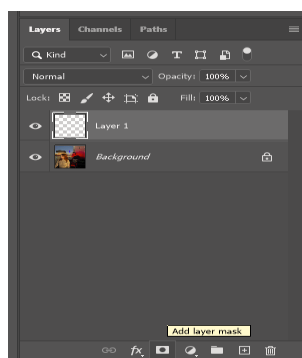 Layers Channels Paths
Kind
Normal Opacity: 100%
Lock: Fill: 100%
Layer 1
Background
Add layer mask
fx